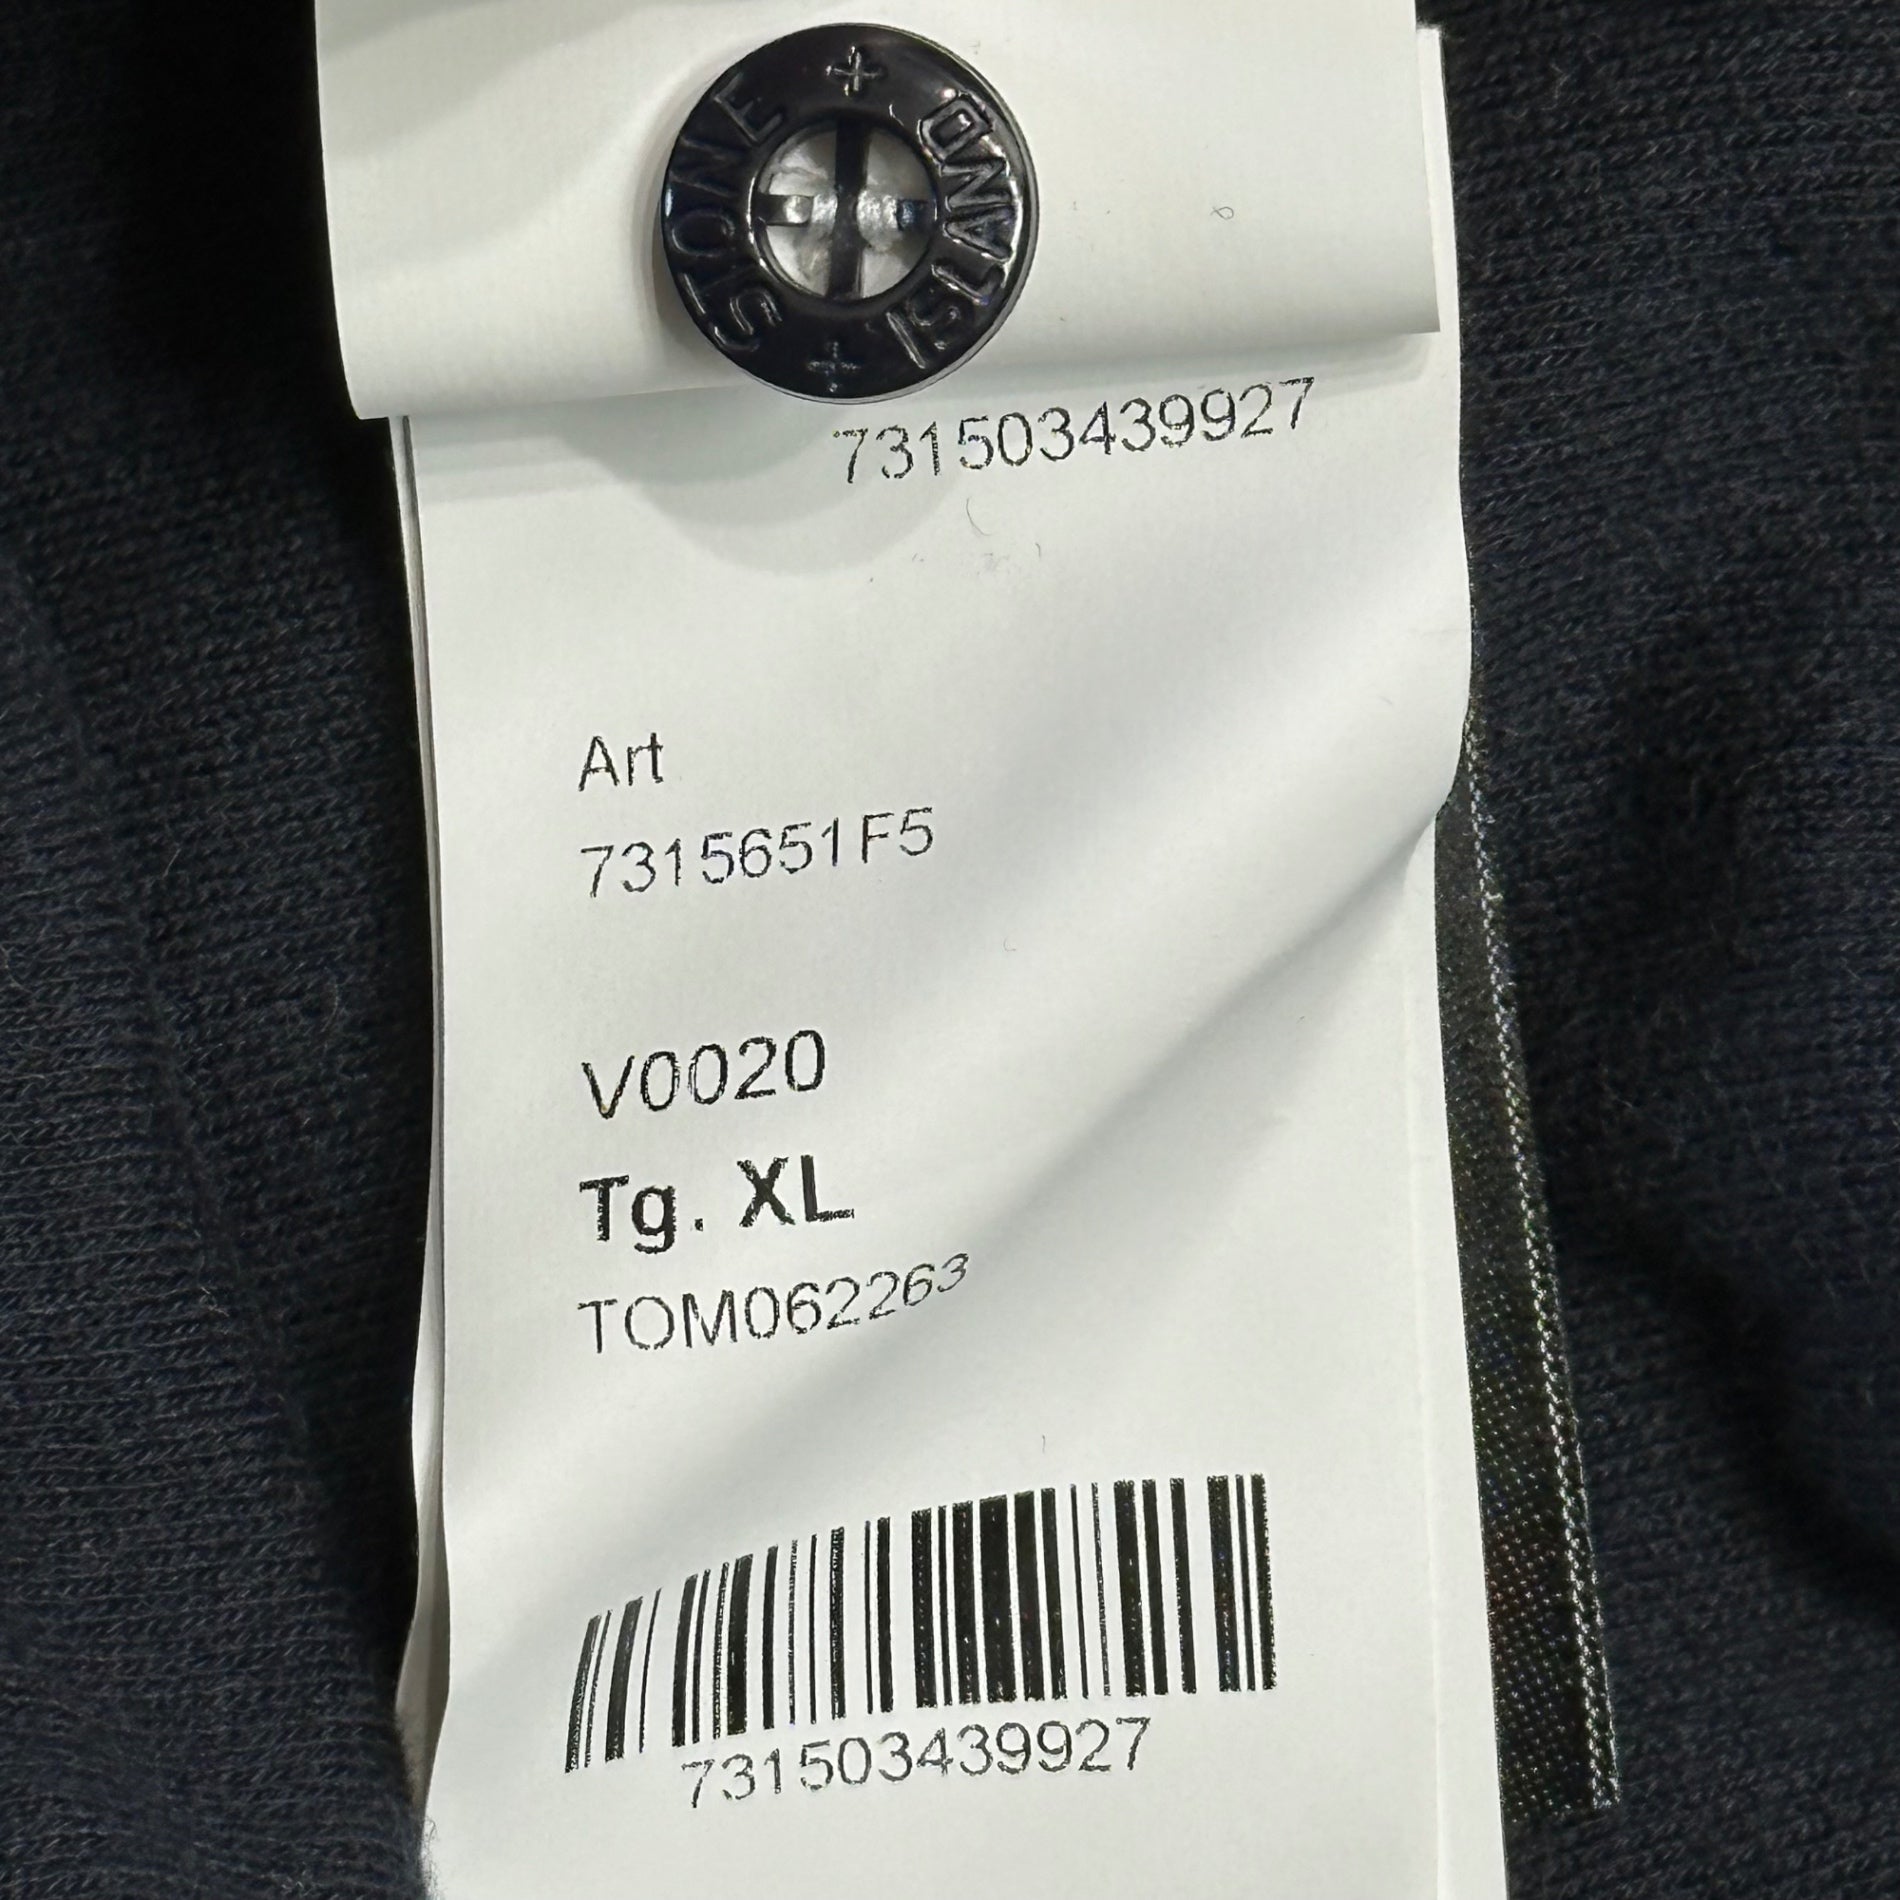 STONE ISLAND
731503439927
Art
7315651F5
V0020
Tg. XL
TOM062263
731503439927